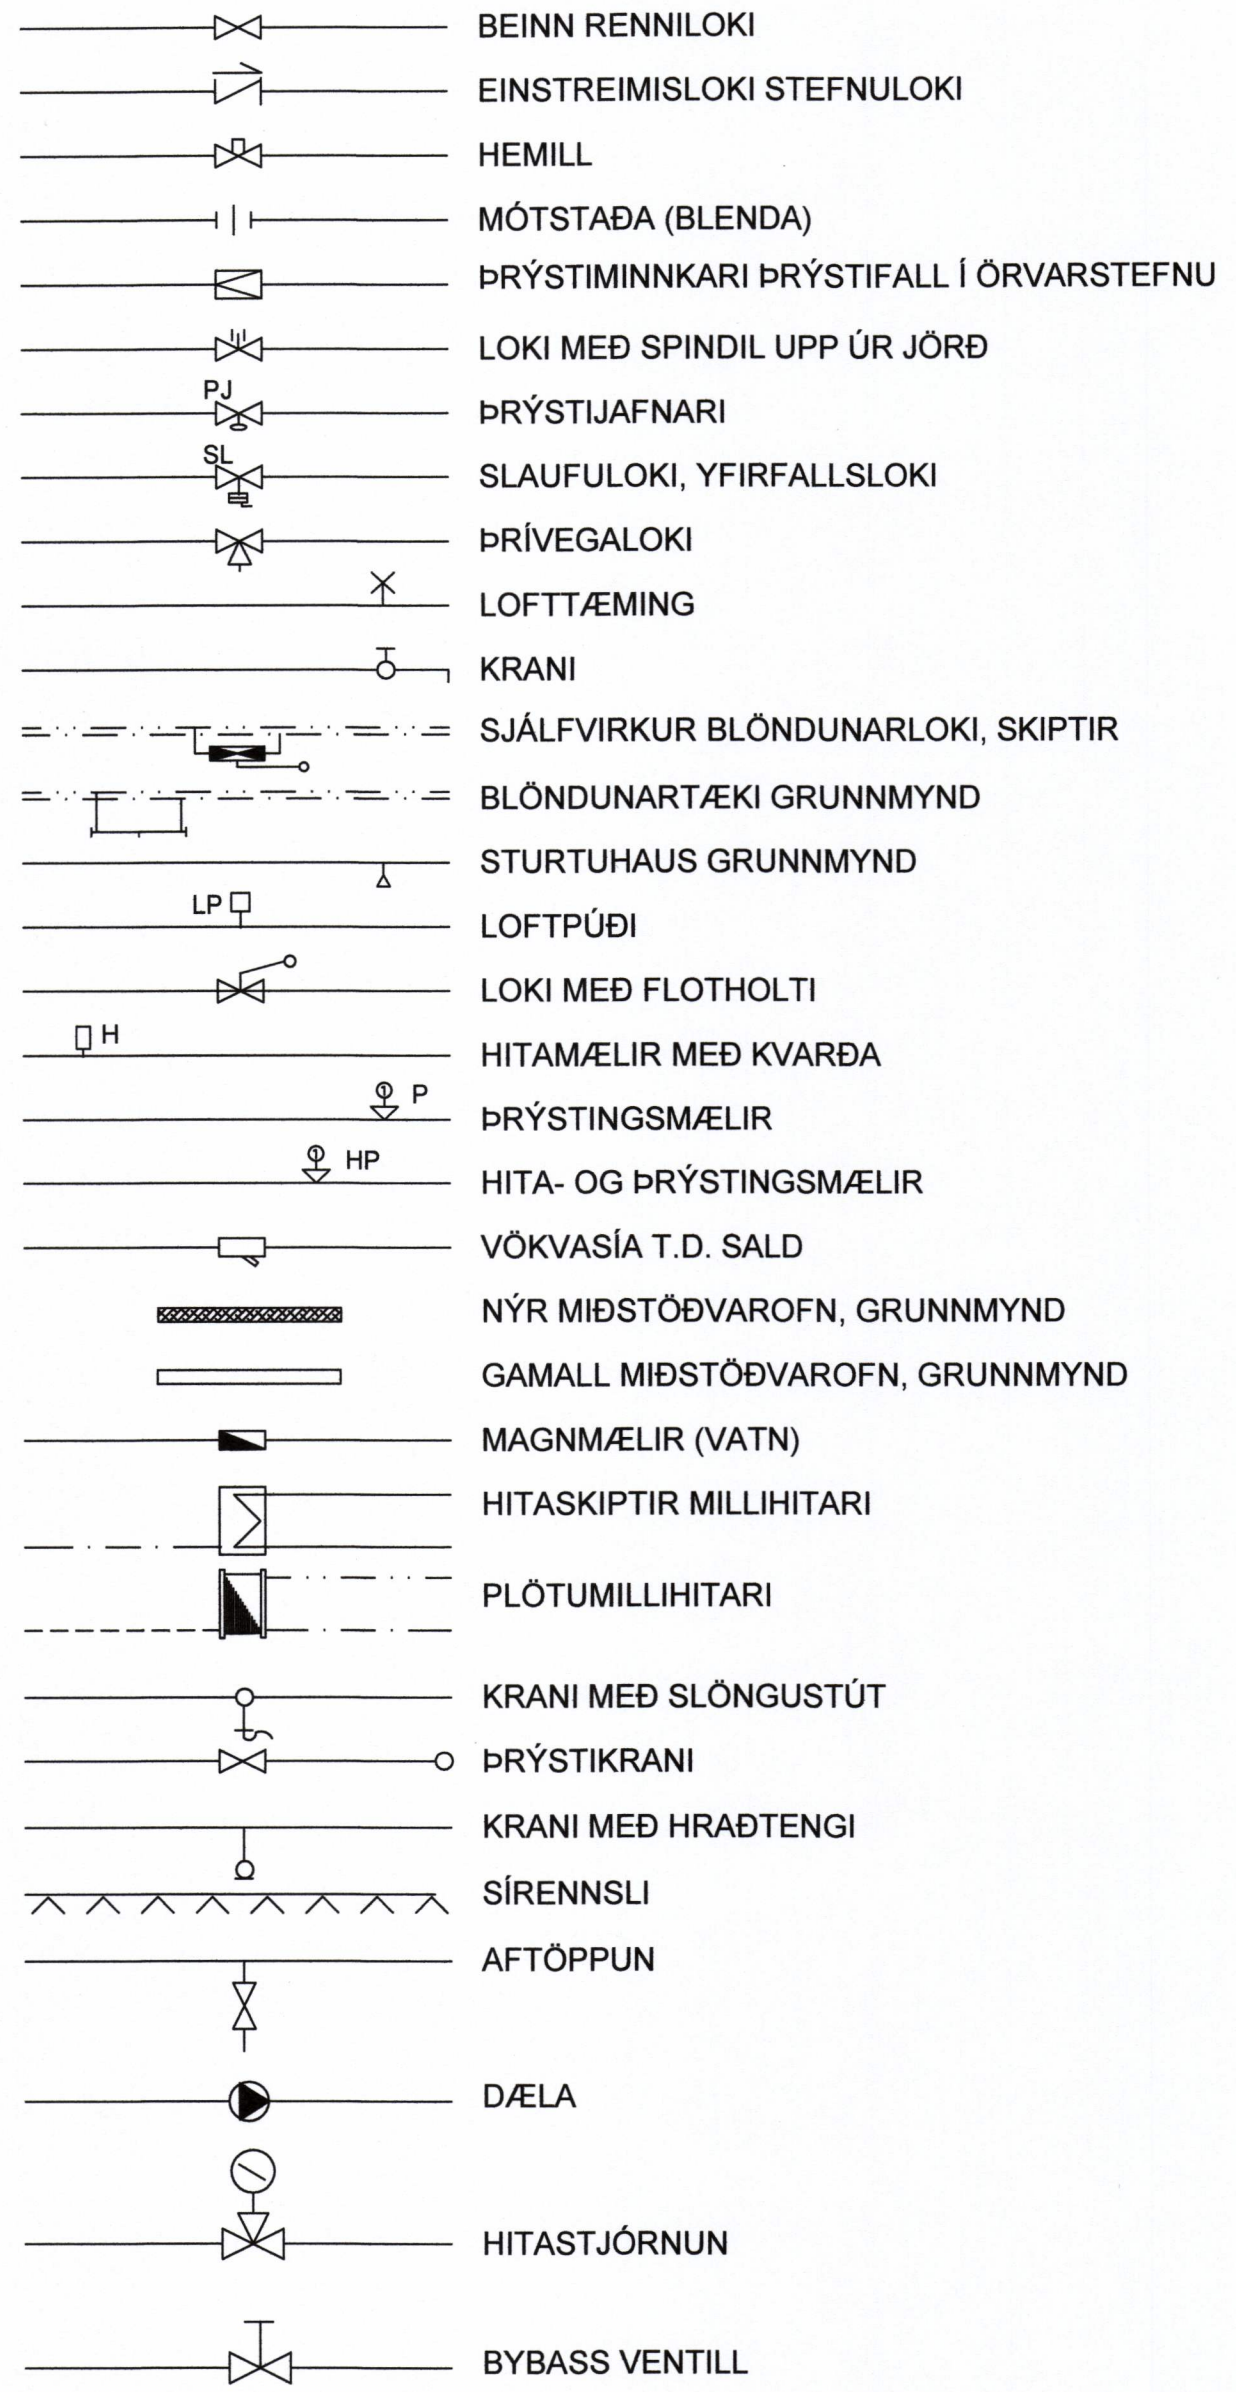 BEINN RENNILOKI
EINSTREIMISLOKI STEFNULOKI
HEMILL
MÓTSTAÐA (BLENDA)
ÞRÝSTIMINNKARI ÞRÝSTIFALL Í ÖRVARSTEFNU
LOKI MEÐ SPINDIL UPP ÚR JÖRÐ
PJ ÞRÝSTIJAFNARI
SL SLAUFULOKI, YFIRFALLSLOKI
ÞRÍVEGALOKI
LOFTTÆMING
KRANI
SJÁLFVIRKUR BLÖNDUNARLOKI, SKIPTIR
BLÖNDUNARTÆKI GRUNNMYND
STURTUHAUS GRUNNMYND
LP LOFTPÚÐI
LOKI MEÐ FLOTHOLTI
H HITAMÆLIR MEÐ KVARÐA
1 P ÞRÝSTINGSMÆLIR
1 HP HITA- OG ÞRÝSTINGSMÆLIR
VÖKVASÍA T.D. SALD
NÝR MIÐSTÖÐVAROFN, GRUNNMYND
GAMALL MIÐSTÖÐVAROFN, GRUNNMYND
MAGNMÆLIR (VATN)
HITASKIPTIR MILLIHITARI
PLÖTUMILLIHITARI
KRANI MEÐ SLÖNGUSTÚT
ÞRÝSTIKRANI
KRANI MEÐ HRAÐTENGI
SÍRENNSLI
AFTÖPPUN
DÆLA
HITASTJÓRNUN
BYBASS VENTILL